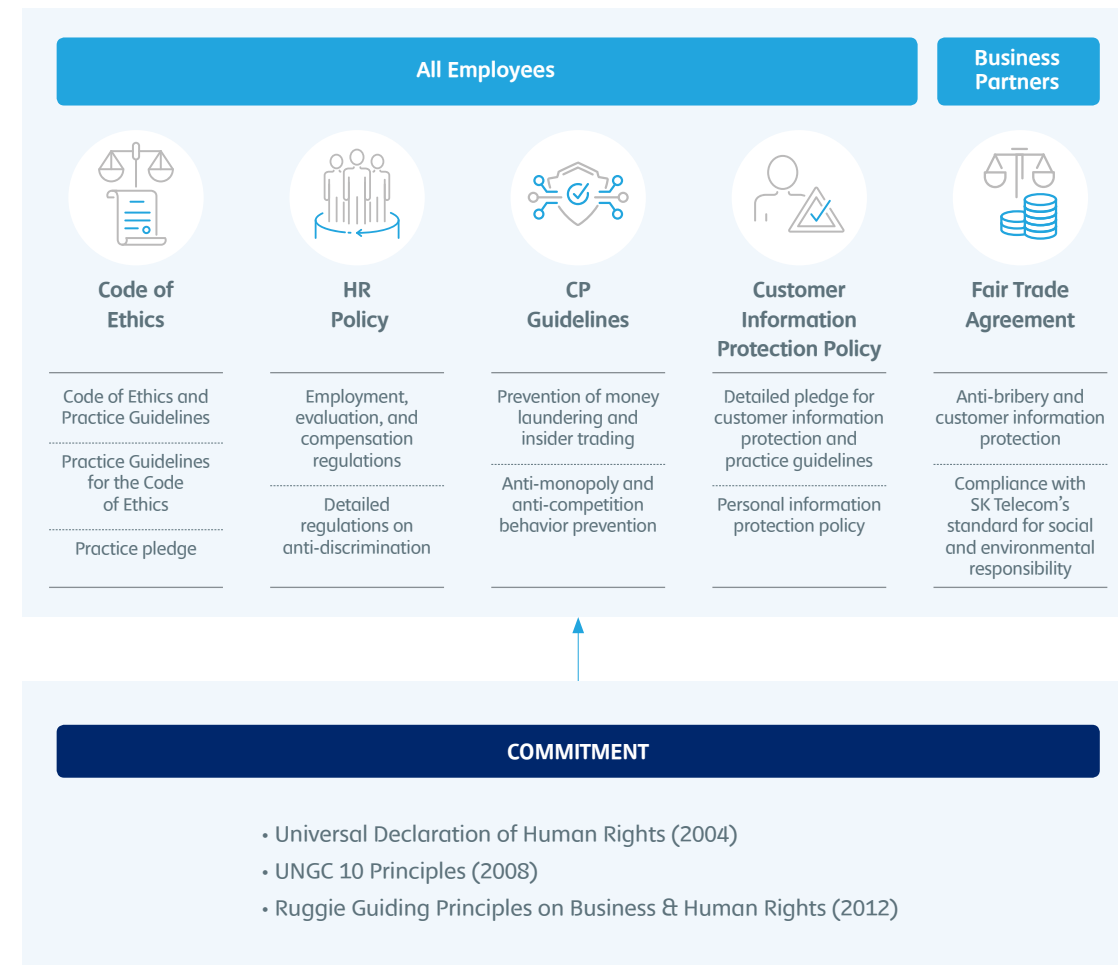 All Employees
Business
Partners
Code of
Ethics
HR
Policy
CP
Guidelines
Customer
Information
Protection Policy
Fair Trade
Agreement
Code of Ethics and
Practice Guidelines
Practice Guidelines
for the Code
of Ethics
Practice pledge
Employment,
evaluation, and
compensation
regulations
Detailed
regulations on
anti-discrimination
Prevention of money
laundering and
insider trading
Anti-monopoly and
anti-competition
behavior prevention
Detailed pledge for
customer information
protection and
practice guidelines
Personal information
protection policy
Anti-bribery and
customer information
protection
Compliance with
SK Telecom's
standard for social
and environmental
responsibility
COMMITMENT
• Universal Declaration of Human Rights (2004)
• UNGC 10 Principles (2008)
• Ruggie Guiding Principles on Business & Human Rights (2012)